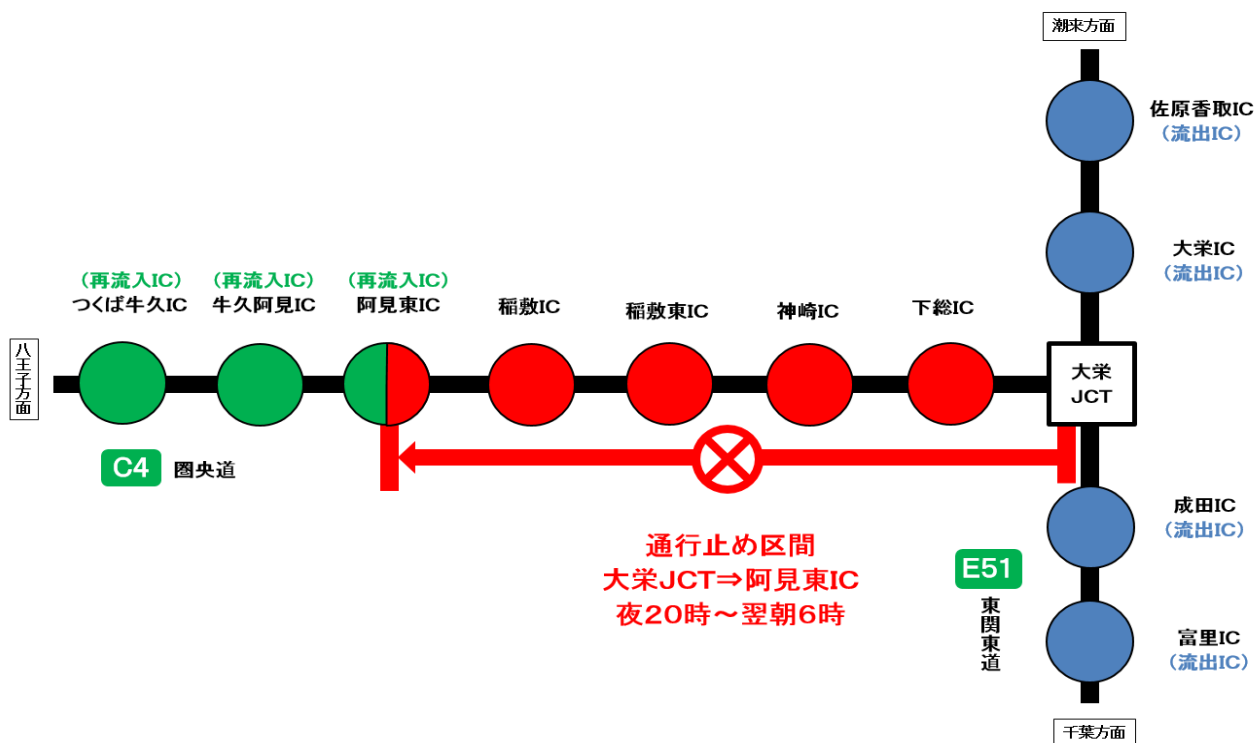 潮来方面
佐原香取IC
(流出IC)
大栄IC
(流出IC)
(再流入IC)
つくば牛久IC
(再流入IC)
牛久阿見IC
(再流入IC)
阿見東IC
稲敷IC
稲敷東IC
神崎IC
下総IC
八王子方面
大栄
JCT
C4 圏央道
成田IC
(流出IC)
通行止め区間
大栄JCT⇒阿見東IC
夜20時~翌朝6時
E51
東関東道
富里IC
(流出IC)
千葉方面